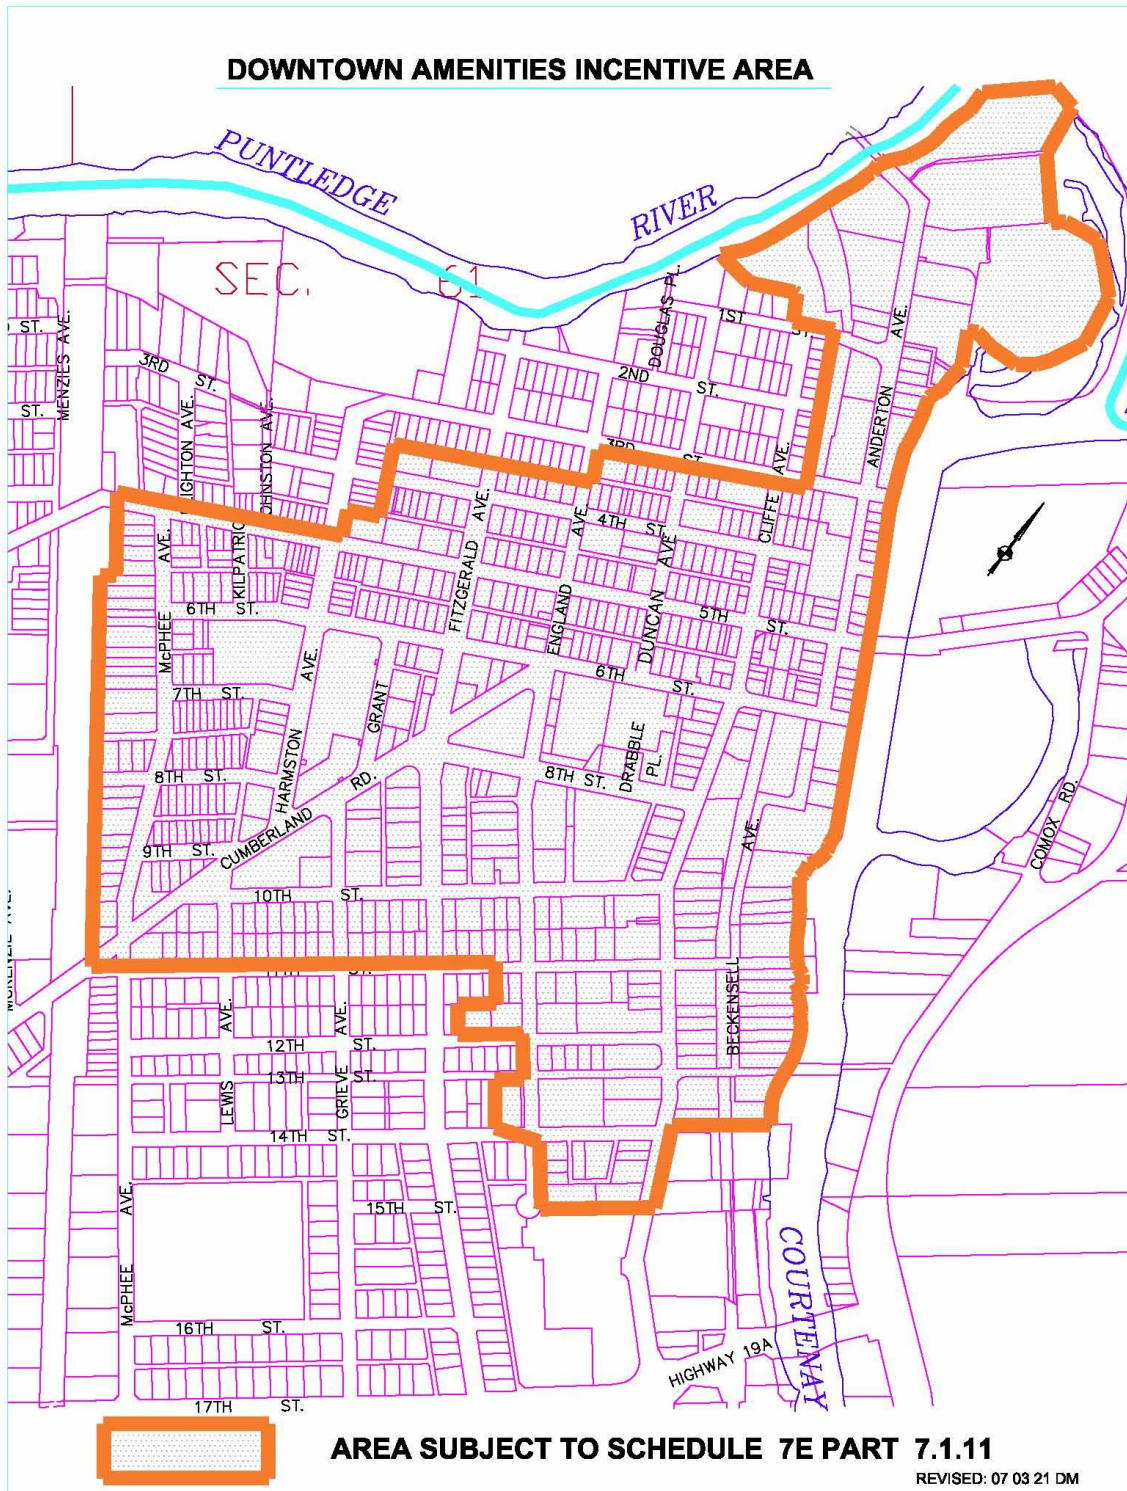 DOWNTOWN AMENITIES INCENTIVE AREA
PUNTLEDGE
RIVER
SEC. 61
DOUGLAS PL.
1ST ST.
ST.
MENZIES AVE.
AVE.
3RD ST.
2ND ST.
ST.
ANDERTON
KILPATRICK
JOHNSTON AVE.
3RD ST.
AVE.
CLIFFE
AVE.
AVE.
4TH ST.
AVE.
AVE
FITZGERALD
ENGLAND
DUNCAN
6TH ST.
5TH ST.
McPHEE
AVE.
6TH ST.
7TH ST.
GRANT
DRABBLE PL.
HARMSTON
8TH ST.
RD.
8TH ST.
CUMBERLAND
AVE.
COMOX RD.
9TH ST.
10TH ST.
BECKENSELL
AVE.
AVE.
12TH ST.
13TH ST.
LEWIS
GRIEVE
14TH ST.
AVE.
15TH ST.
McPHEE
COURTENAY
16TH ST.
HIGHWAY 19A
17TH ST.
AREA SUBJECT TO SCHEDULE 7E PART 7.1.11
REVISED: 07 03 21 DM